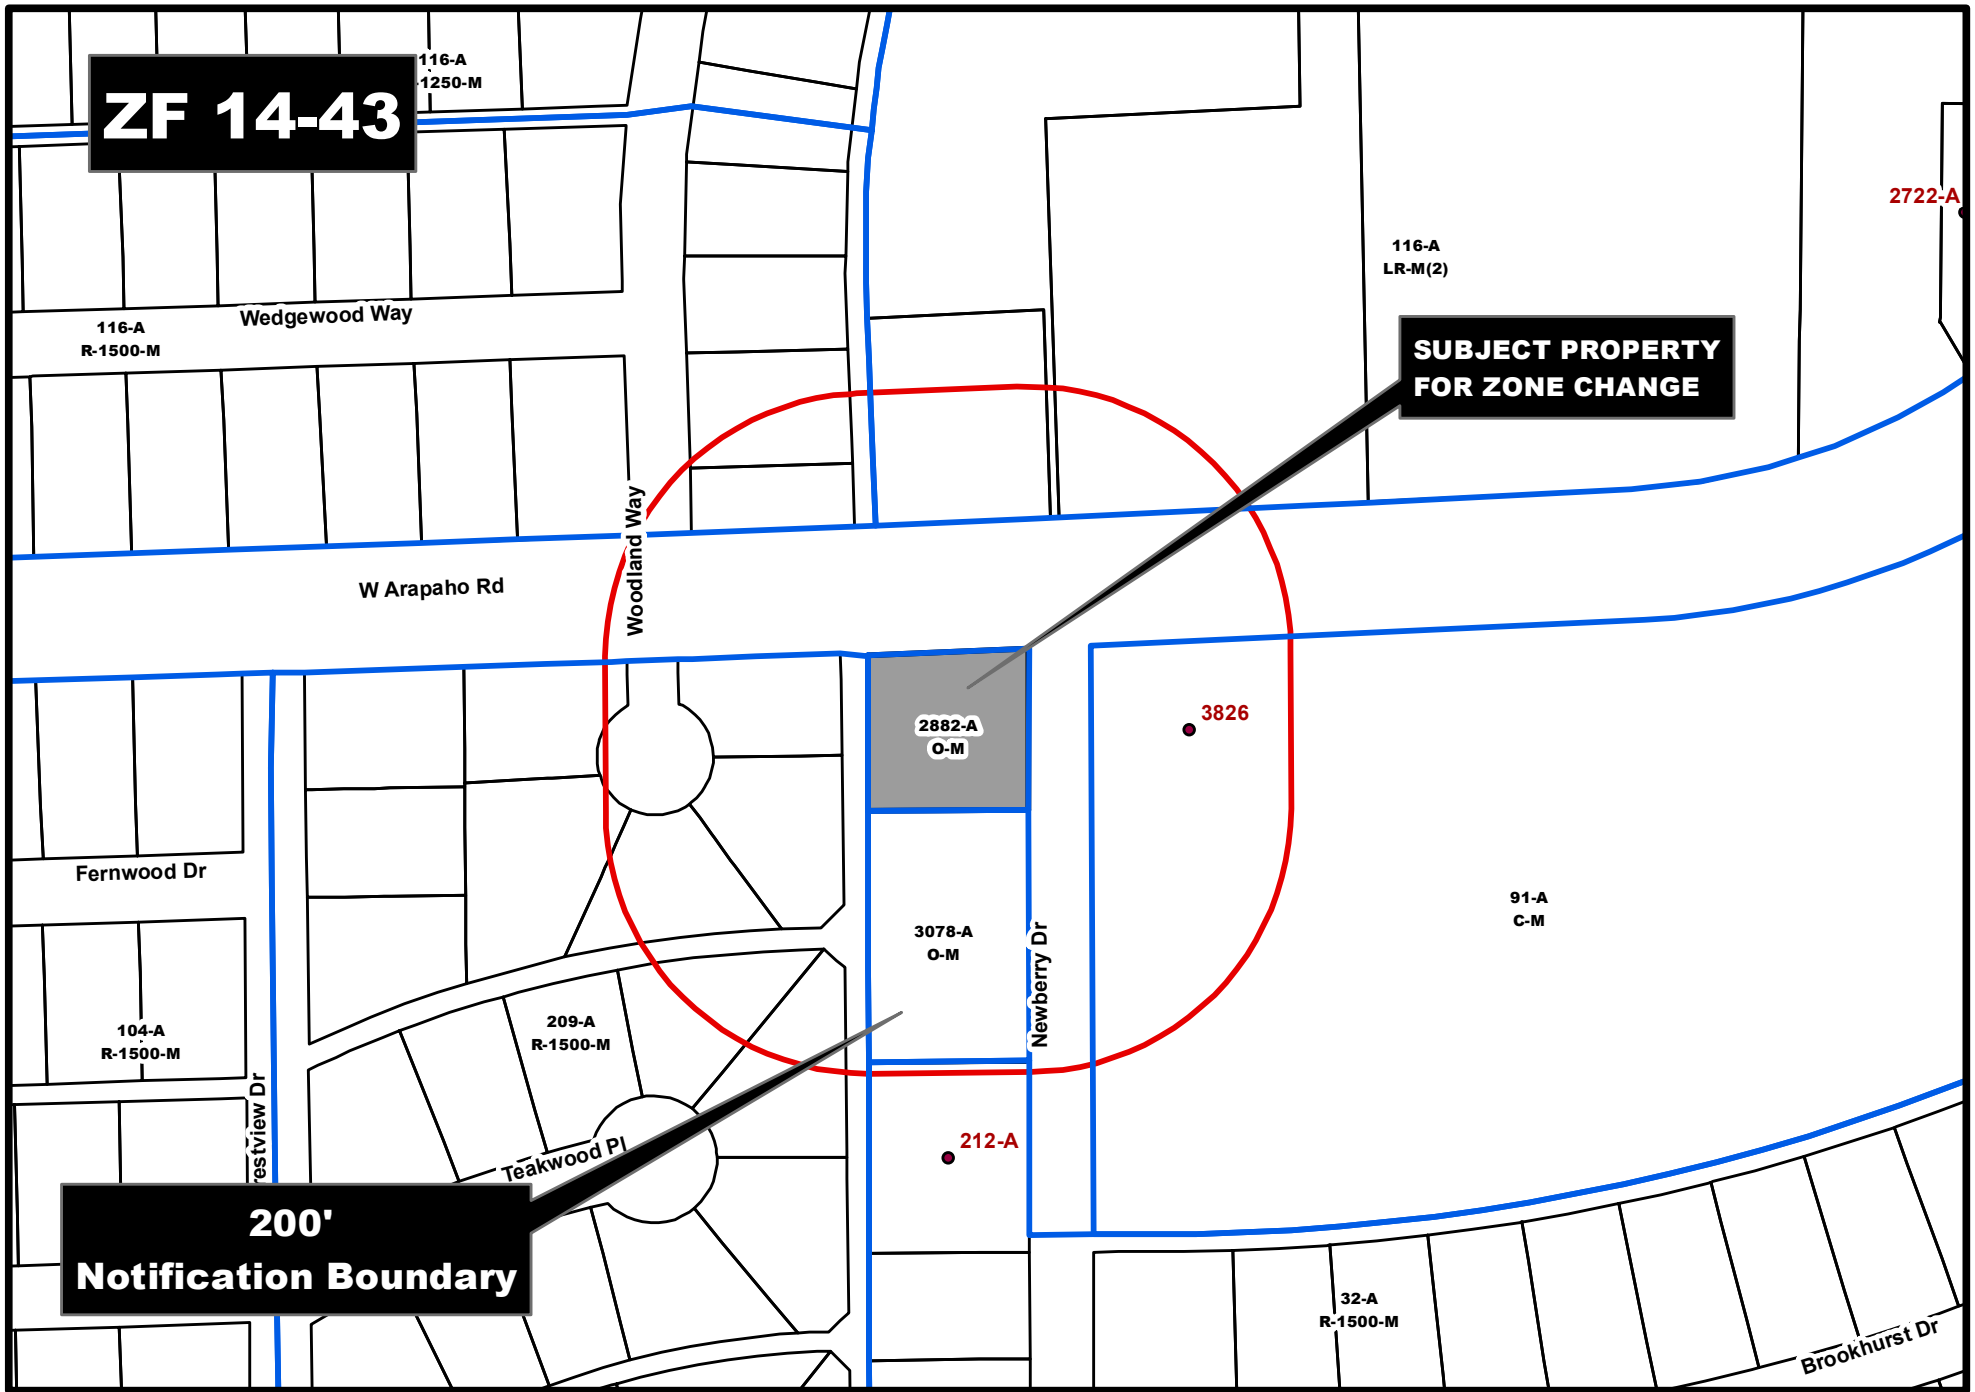 116-A
-1250-M
ZF 14-43
2722-A
116-A
LR-M(2)
Wedgewood Way
116-A
R-1500-M
SUBJECT PROPERTY
FOR ZONE CHANGE
Woodland Way
W Arapaho Rd
3826
2882-A
O-M
Fernwood Dr
91-A
C-M
3078-A
O-M
Newberry Dr
209-A
R-1500-M
104-A
R-1500-M
restview Dr
212-A
Teakwood Pl
200'
Notification Boundary
32-A
R-1500-M
Brookhurst Dr